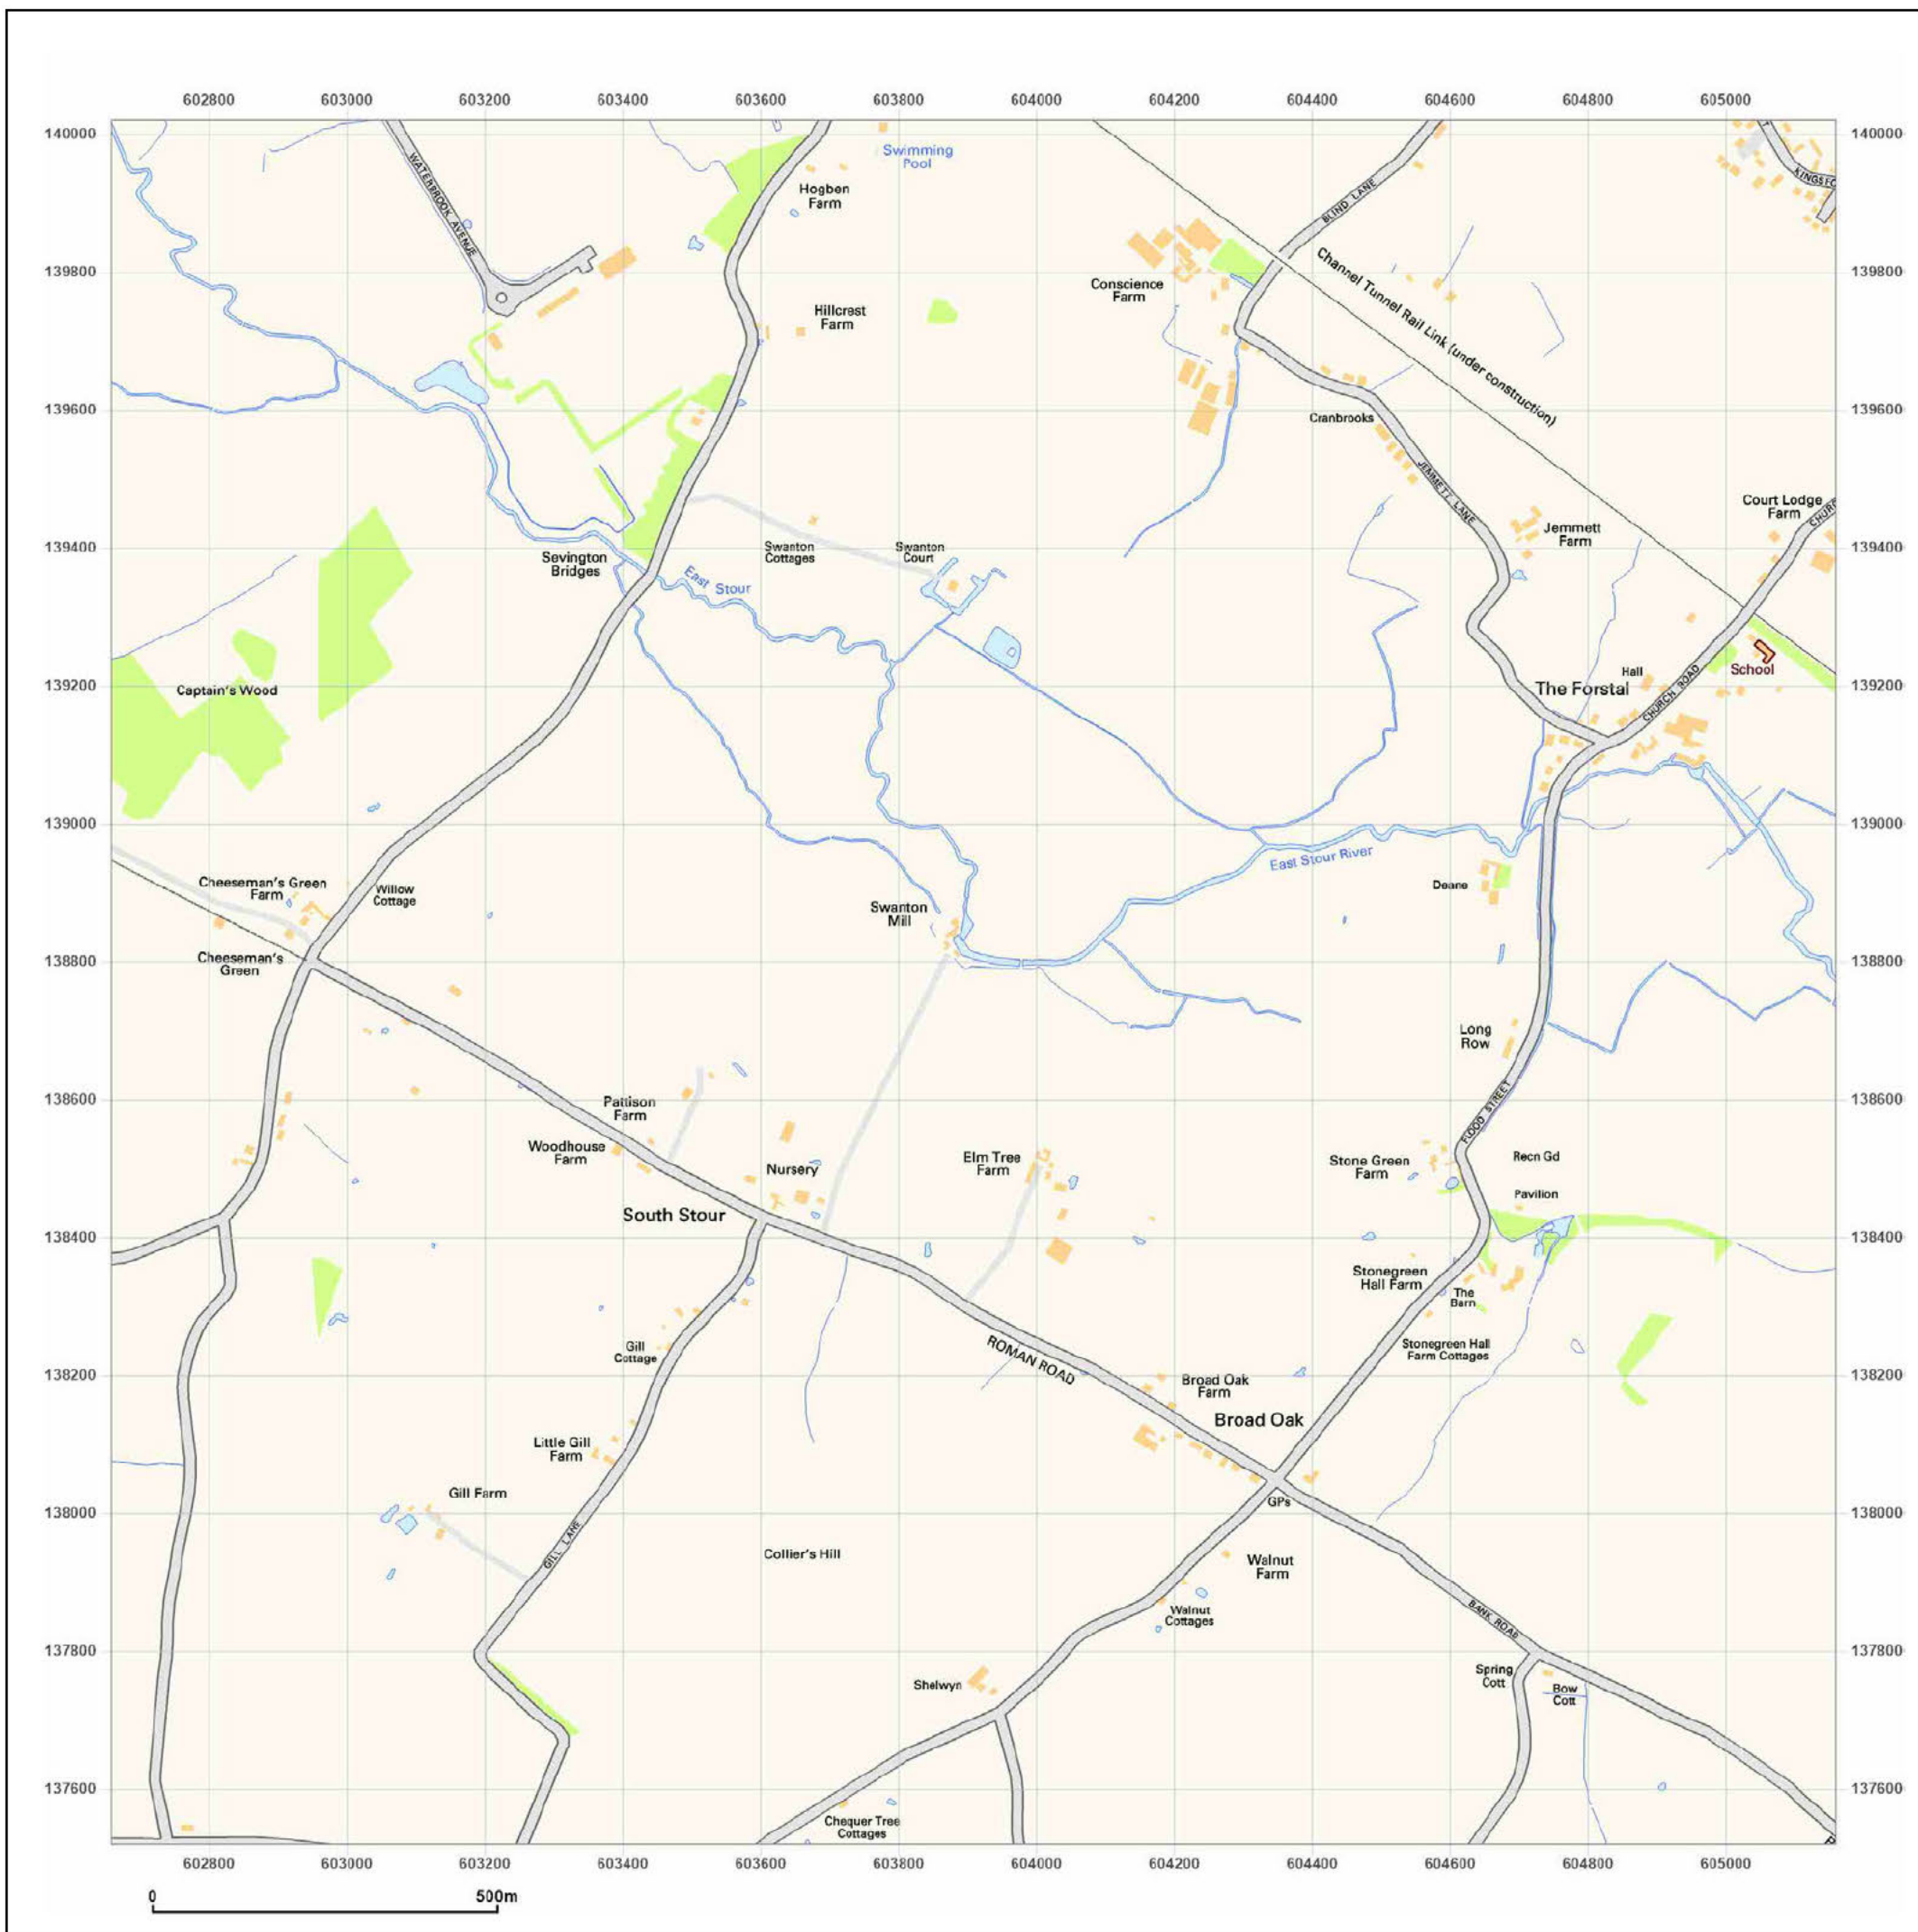 602800 603000 603200 603400 603600 603800 604000 604200 604400 604600 604800 605000
140000 140000
WATERBROOK AVENUE
Swimming
Pool
Hogben
Farm
BLIND LANE
KINGSFO
139800 139800
Conscience
Farm
Channel Tunnel Rail Link (under construction)
Hillcrest
Farm
139600 139600
Cranbrooks
JEMMETT LANE
Court Lodge
Farm
CHURC
Jemmett
Farm
139400 139400
Sevington
Bridges
Swanton
Cottages
Swanton
Court
East Stour
139200 139200
Captain's Wood
Hall
School
The Forstal
CHURCH ROAD
139000 139000
East Stour River
Cheeseman's Green
Farm
Willow
Cottage
Deane
Swanton
Mill
138800 138800
Cheeseman's
Green
Long
Row
138600 138600
Pattison
Farm
FLOOD STREET
Woodhouse
Farm
Nursery
Elm Tree
Farm
Stone Green
Farm
Recn Gd
Pavilion
South Stour
138400 138400
Stonegreen
Hall Farm
The
Barn
Gill
Cottage
ROMAN ROAD
Stonegreen Hall
Farm Cottages
138200 138200
Broad Oak
Farm
Broad Oak
Little Gill
Farm
Gill Farm
GPs
138000 138000
GILL LANE
Collier's Hill
Walnut
Farm
Walnut
Cottages
BANK ROAD
137800 137800
Shelwyn
Spring
Cott
Bow
Cott
137600 137600
Chequer Tree
Cottages
602800 603000 603200 603400 603600 603800 604000 604200 604400 604600 604800 605000
0 500m